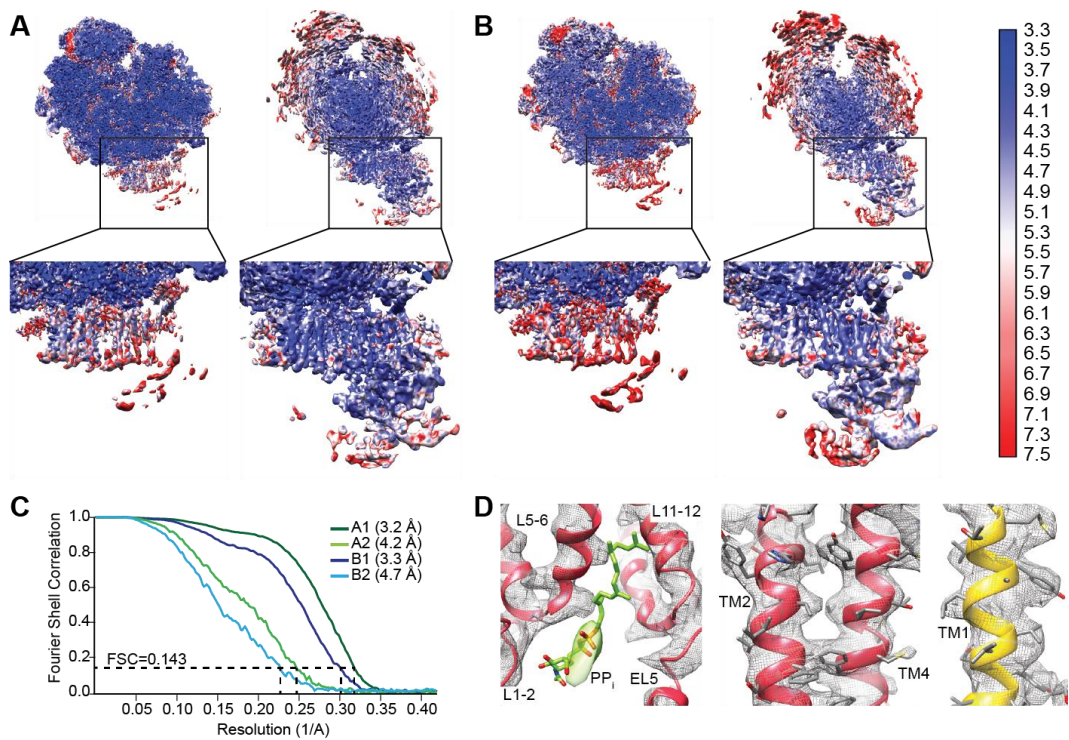 A
B
3.3
3.5
3.7
3.9
4.1
4.3
4.5
4.7
4.9
5.1
5.3
5.5
5.7
5.9
6.1
6.3
6.5
6.7
6.9
7.1
7.3
7.5
C
Fourier Shell Correlation
1.0
0.8
0.6
0.4
0.2
0.0
FSC=0.143
A1 (3.2 Å)
A2 (4.2 Å)
B1 (3.3 Å)
B2 (4.7 Å)
0.05 0.10 0.15 0.20 0.25 0.30 0.35 0.40
Resolution (1/A)
D
L5-6
L11-12
L1-2
PPi
EL5
TM2
TM4
TM1